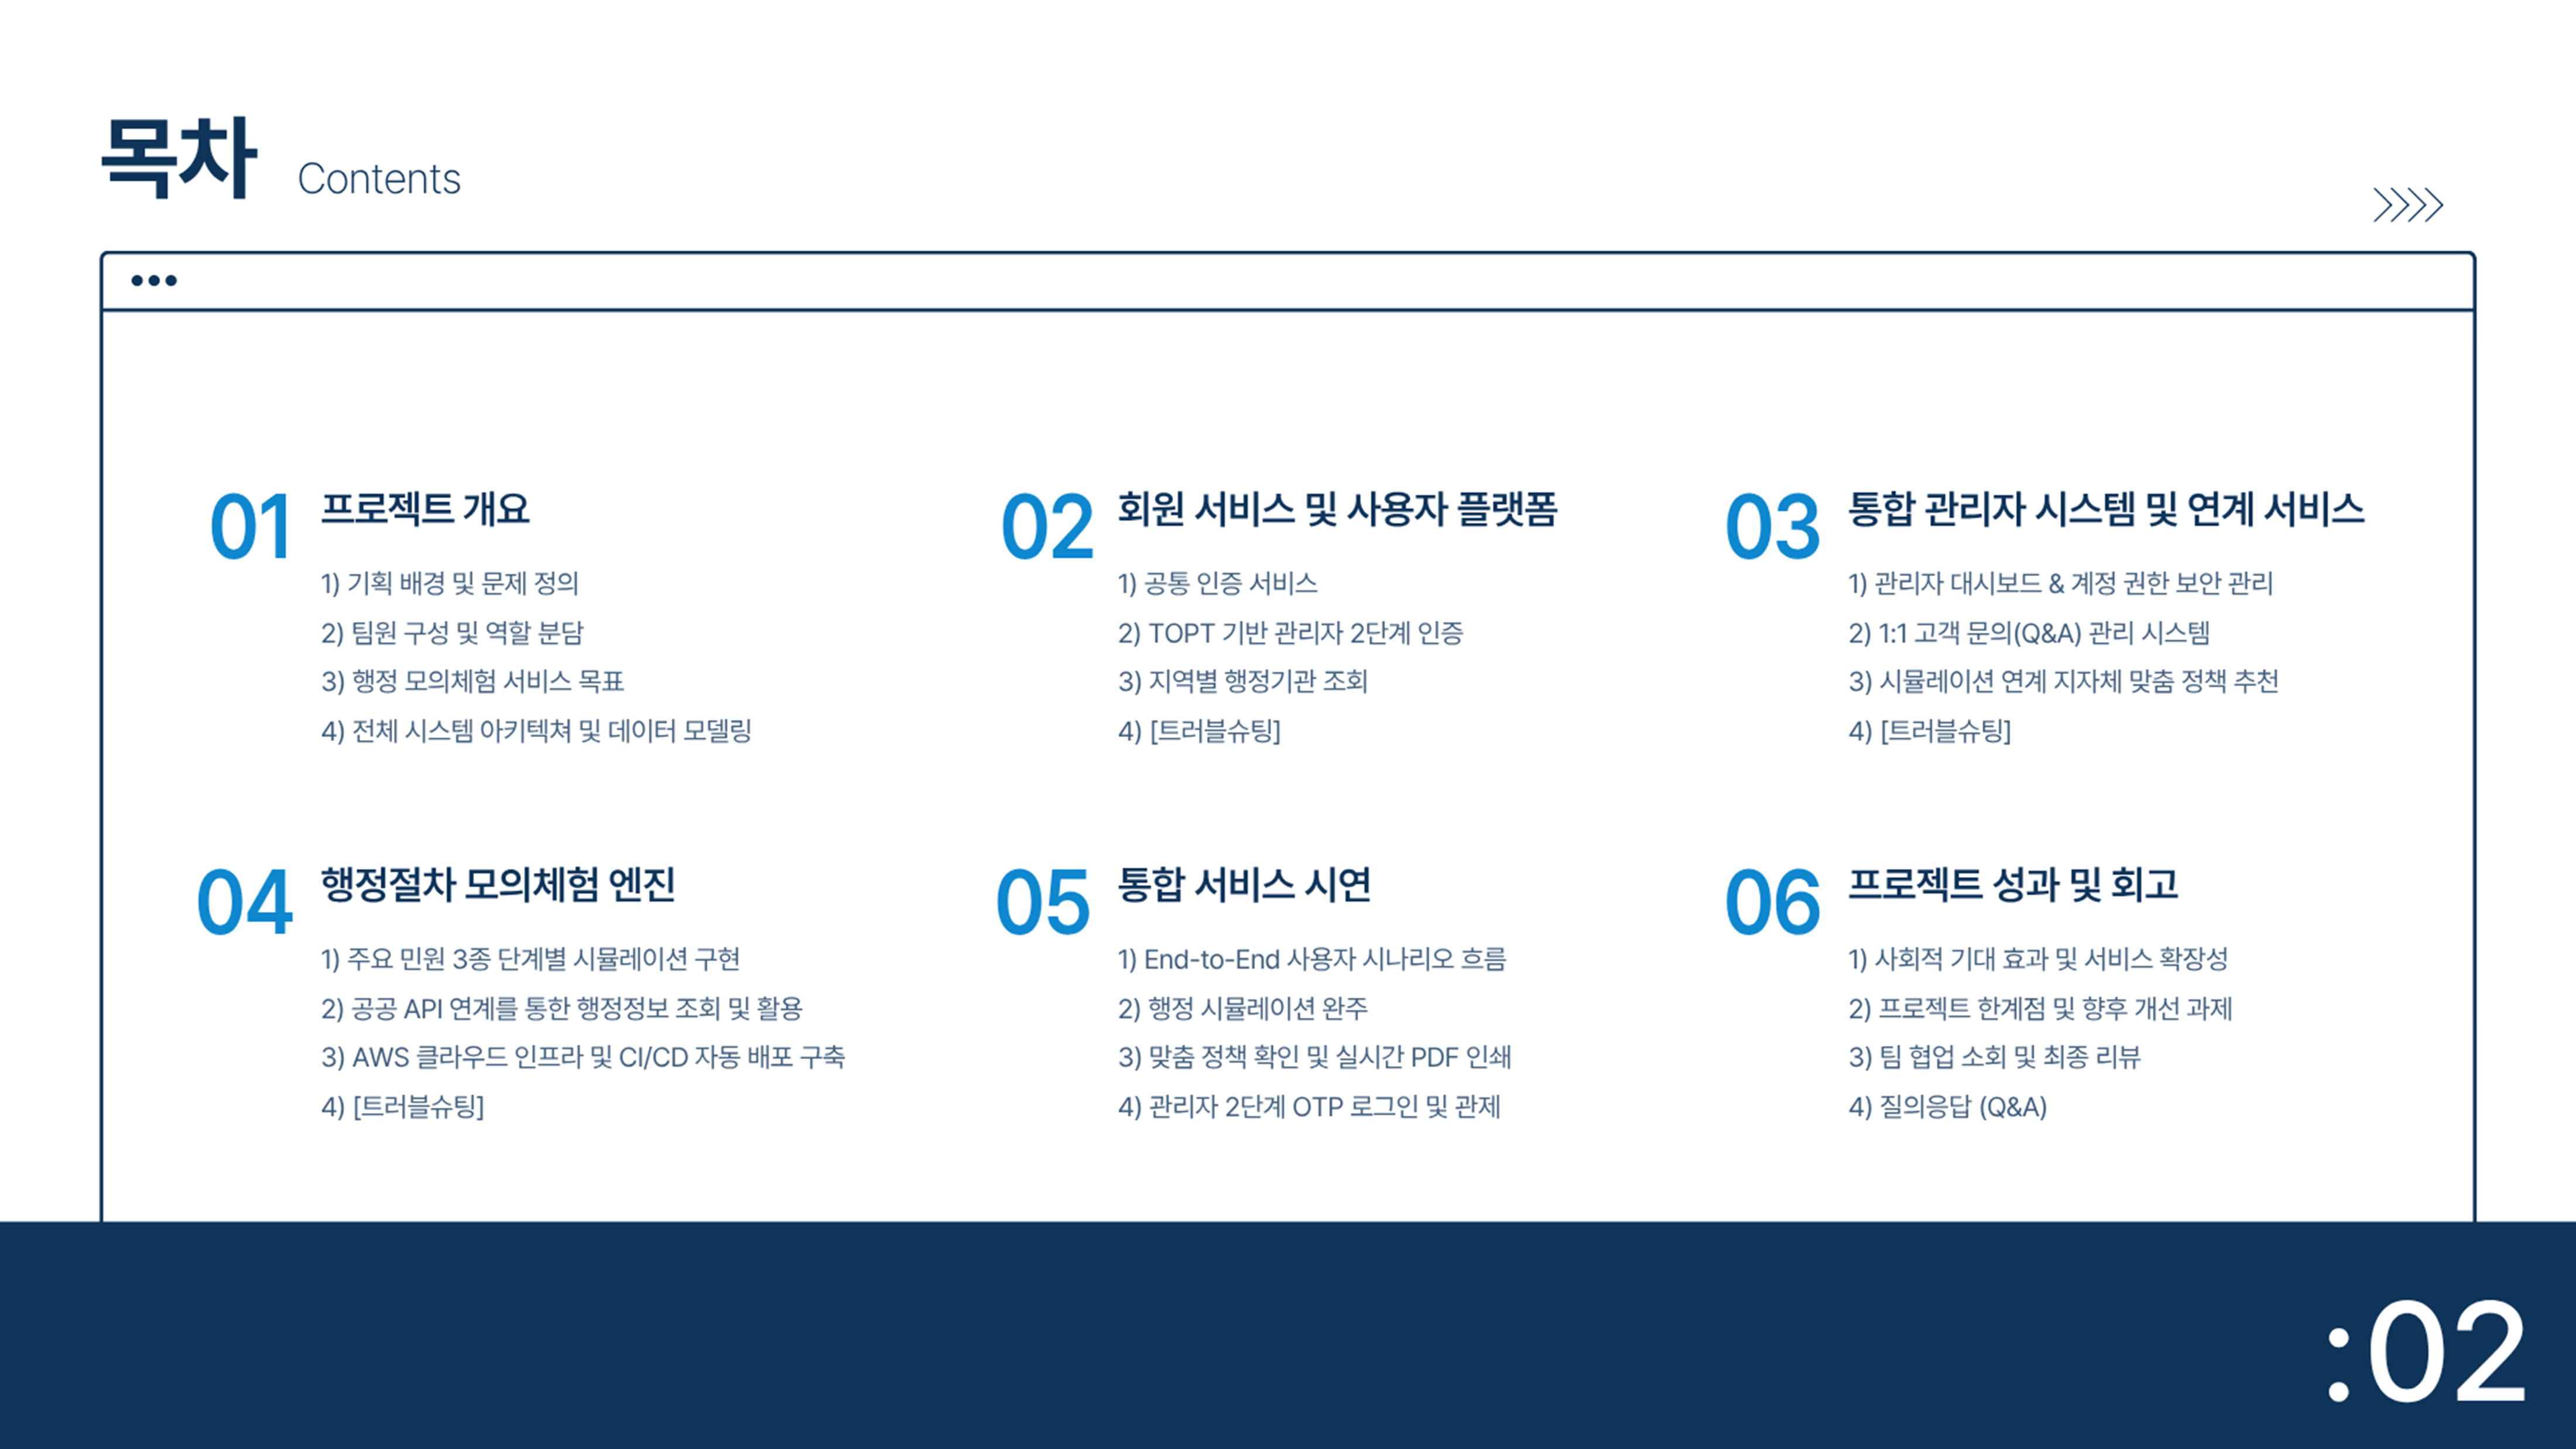 목차 Contents
01 프로젝트 개요
1) 기획 배경 및 문제 정의
2) 팀원 구성 및 역할 분담
3) 행정 모의체험 서비스 목표
4) 전체 시스템 아키텍쳐 및 데이터 모델링
02 회원 서비스 및 사용자 플랫폼
1) 공통 인증 서비스
2) TOPT 기반 관리자 2단계 인증
3) 지역별 행정기관 조회
4) [트러블슈팅]
03 통합 관리자 시스템 및 연계 서비스
1) 관리자 대시보드 & 계정 권한 보안 관리
2) 1:1 고객 문의(Q&A) 관리 시스템
3) 시뮬레이션 연계 지자체 맞춤 정책 추천
4) [트러블슈팅]
04 행정절차 모의체험 엔진
1) 주요 민원 3종 단계별 시뮬레이션 구현
2) 공공 API 연계를 통한 행정정보 조회 및 활용
3) AWS 클라우드 인프라 및 CI/CD 자동 배포 구축
4) [트러블슈팅]
05 통합 서비스 시연
1) End-to-End 사용자 시나리오 흐름
2) 행정 시뮬레이션 완주
3) 맞춤 정책 확인 및 실시간 PDF 인쇄
4) 관리자 2단계 OTP 로그인 및 관제
06 프로젝트 성과 및 회고
1) 사회적 기대 효과 및 서비스 확장성
2) 프로젝트 한계점 및 향후 개선 과제
3) 팀 협업 소회 및 최종 리뷰
4) 질의응답 (Q&A)
:02